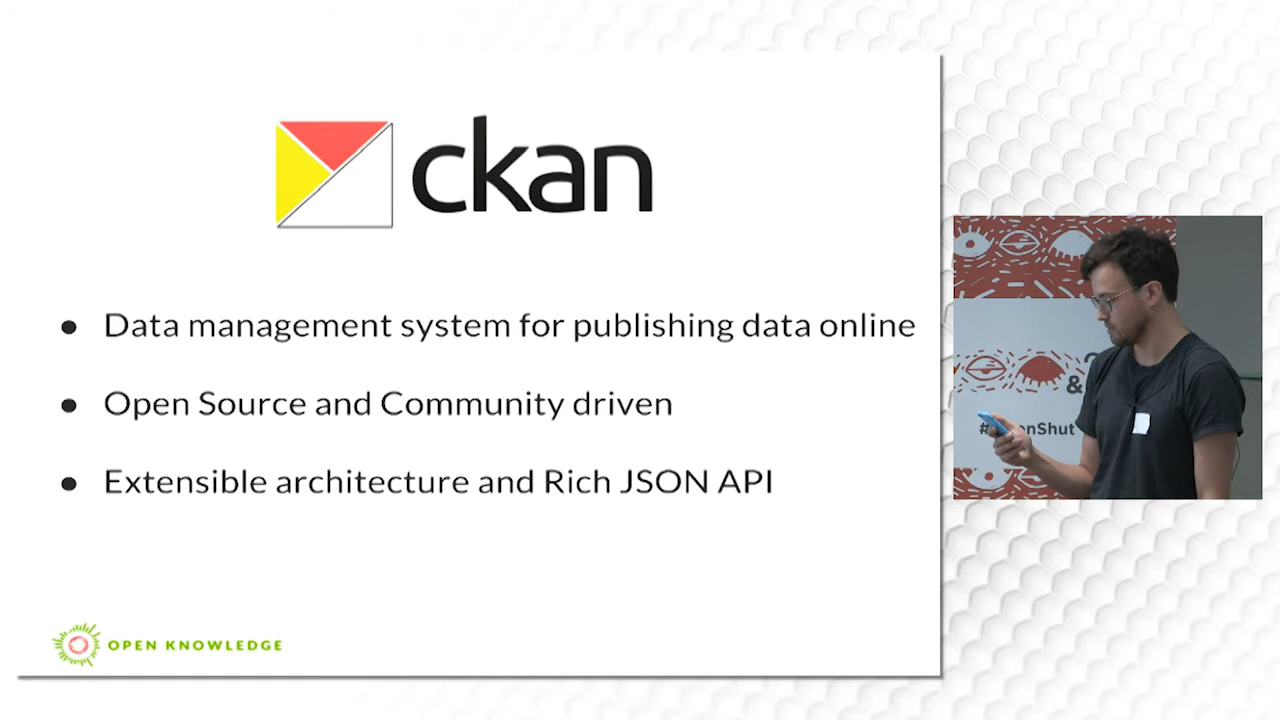 ckan
● Data management system for publishing data online
● Open Source and Community driven
● Extensible architecture and Rich JSON API
OPEN KNOWLEDGE
&